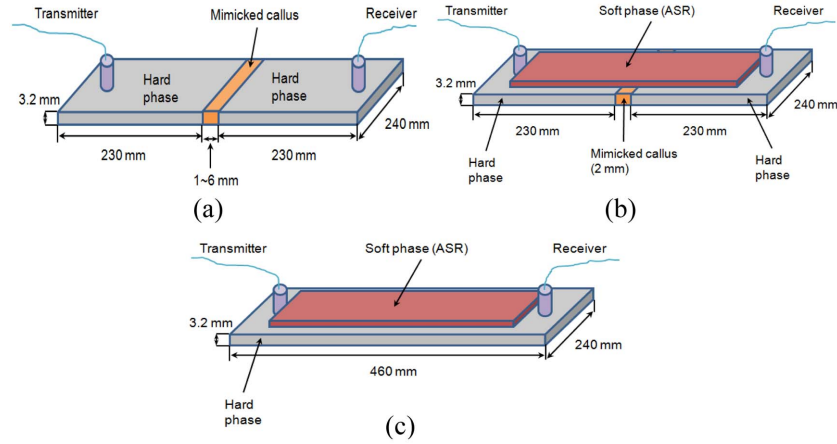 Transmitter
Mimicked callus
Receiver
Hard
phase
Hard
phase
3.2 mm
230 mm
230 mm
240 mm
1~6 mm
(a)
Transmitter
Soft phase (ASR)
Receiver
3.2 mm
230 mm
230 mm
240 mm
Hard
phase
Mimicked callus
(2 mm)
Hard
phase
(b)
Transmitter
Soft phase (ASR)
Receiver
3.2 mm
240 mm
460 mm
Hard
phase
(c)